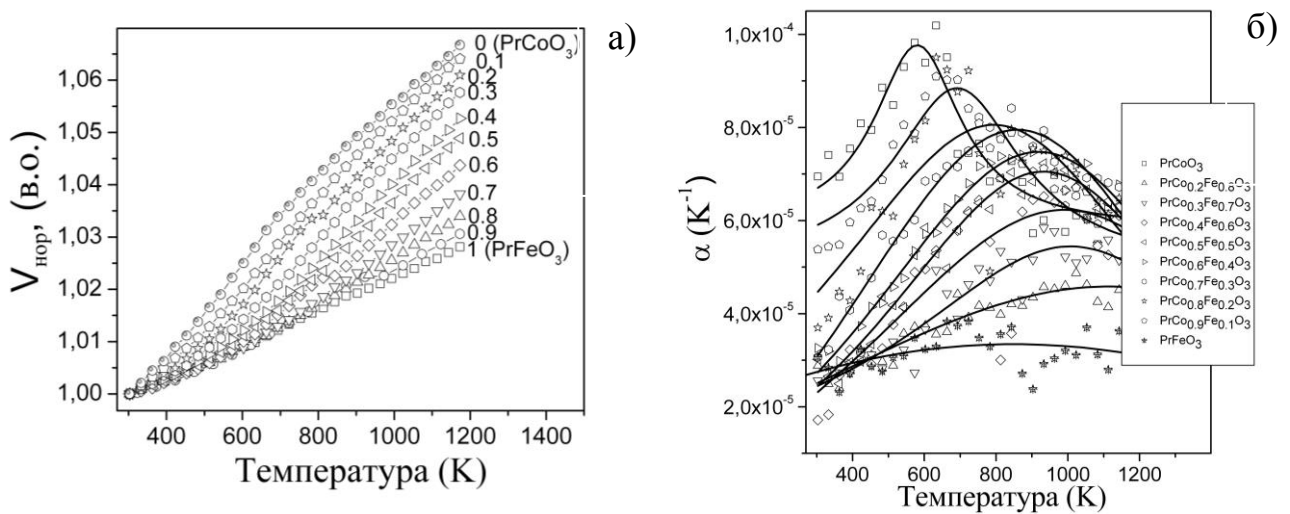 а)
V_нор, (в.о.)
1,06
1,05
1,04
1,03
1,02
1,00
0 (PrCoO₃)
0.1
0.2
0.3
0.4
0.5
0.6
0.7
0.8
0.9
1 (PrFeO₃)
400 600 800 1000 1200 1400
Температура (K)
б)
α (K⁻¹)
1,0x10⁻⁴
8,0x10⁻⁵
6,0x10⁻⁵
4,0x10⁻⁵
2,0x10⁻⁵
PrCoO₃
PrCo₀.₂Fe₀.₈O₃
PrCo₀.₃Fe₀.₇O₃
PrCo₀.₄Fe₀.₆O₃
PrCo₀.₅Fe₀.₅O₃
PrCo₀.₆Fe₀.₄O₃
PrCo₀.₇Fe₀.₃O₃
PrCo₀.₈Fe₀.₂O₃
PrCo₀.₉Fe₀.₁O₃
PrFeO₃
400 600 800 1000 1200
Температура (K)